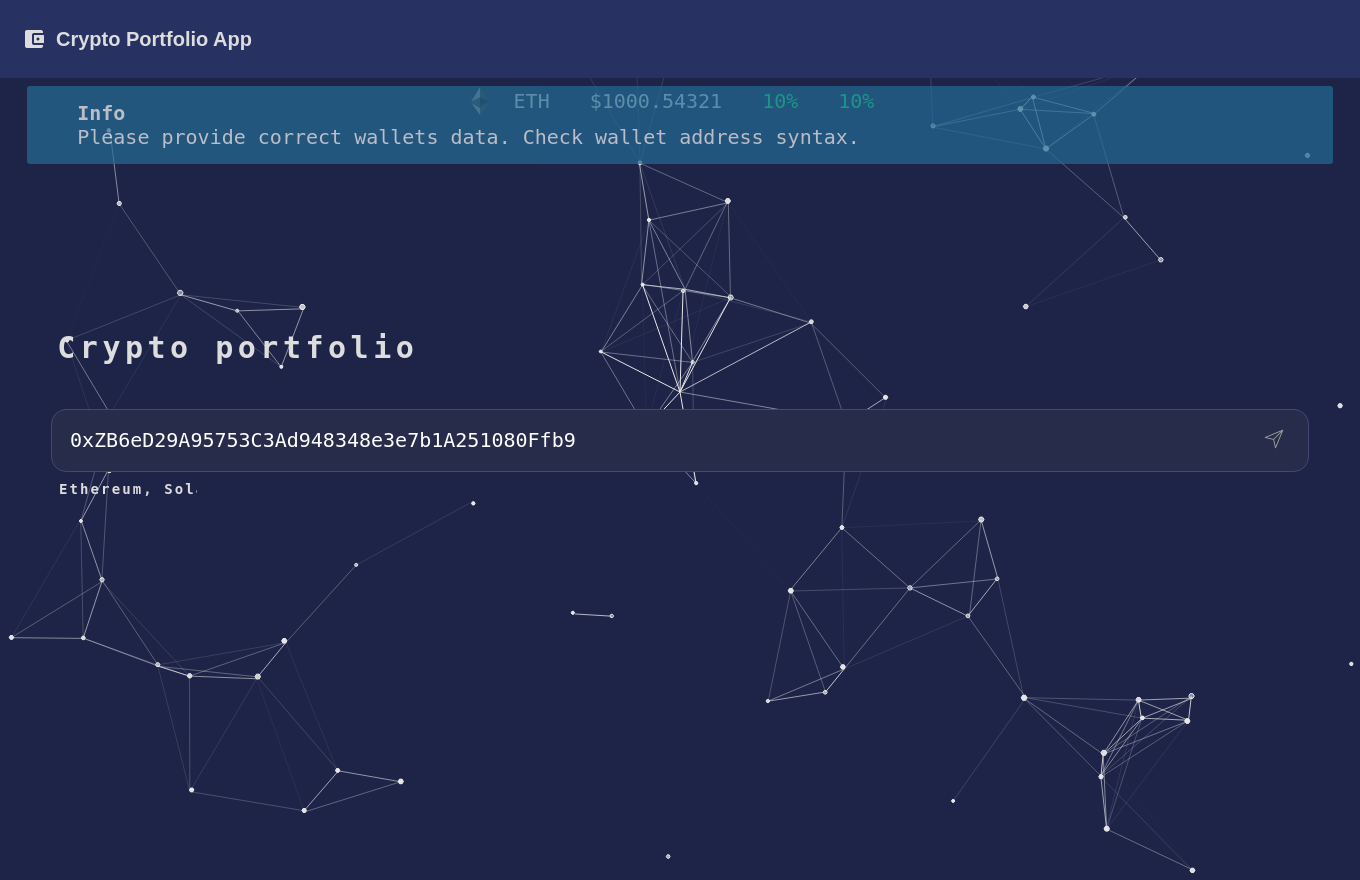 Crypto Portfolio App
ETH $1000.54321 10% 10%
Info
Please provide correct wallets data. Check wallet address syntax.
Crypto portfolio
0xZB6eD29A95753C3Ad948348e3e7b1A251080Ffb9
Ethereum, Sol